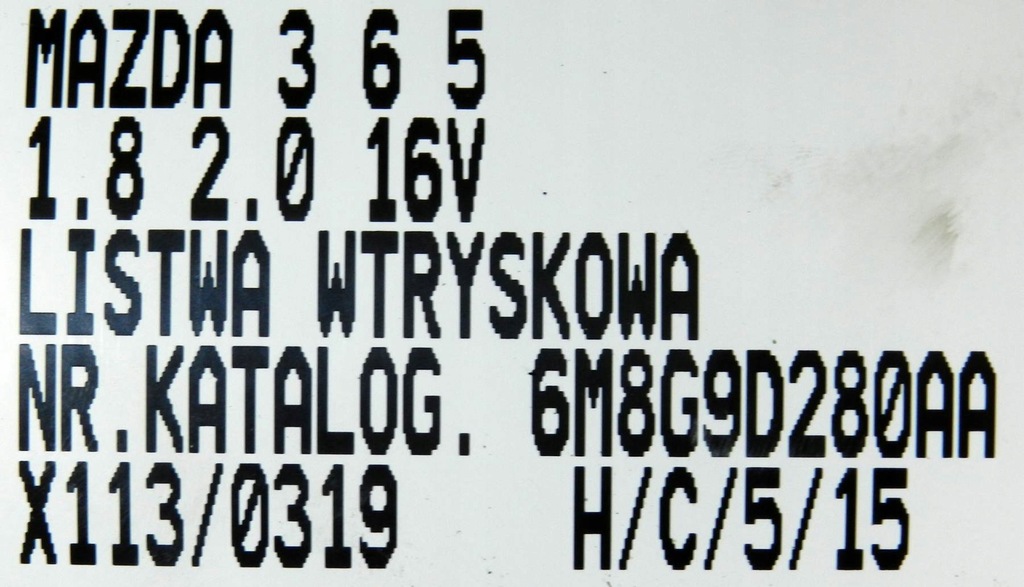 MAZDA 3 6 5
1.8 2.0 16V
LISTWA WTRYSKOWA
NR.KATALOG. 6M8G9D280AA
X113/0319 H/C/5/15